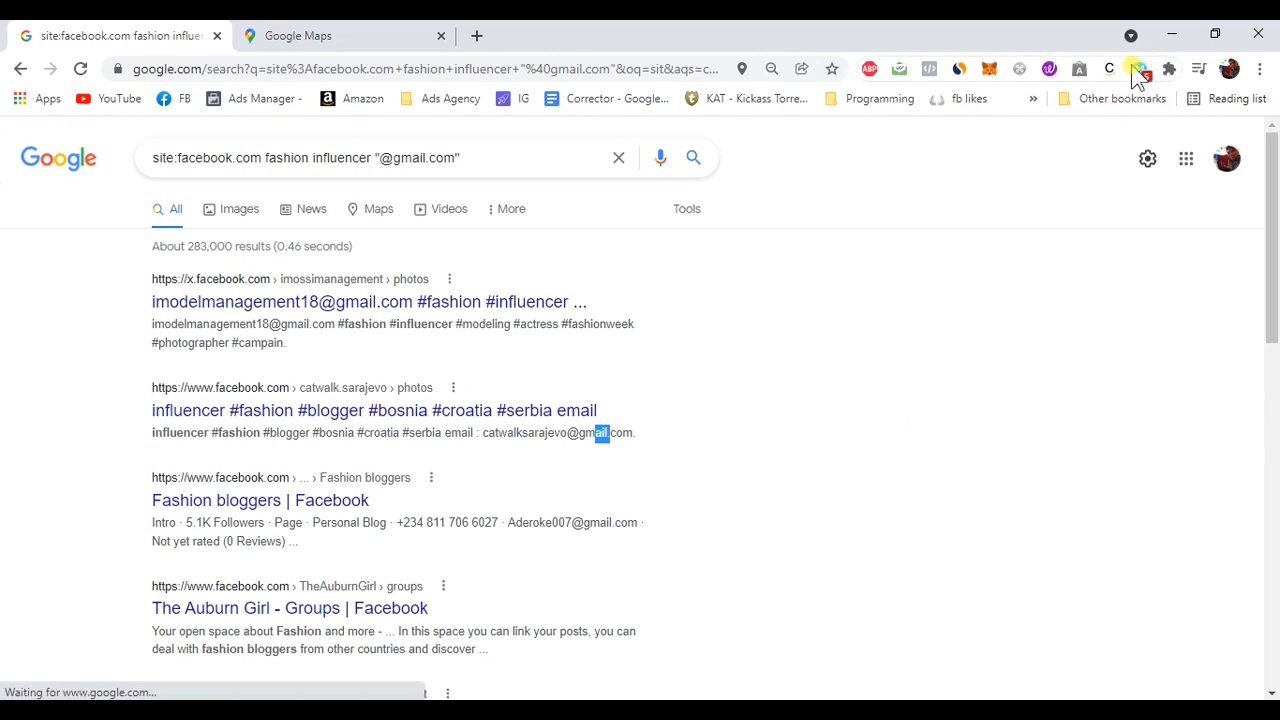 site:facebook.com fashion influer
Google Maps
google.com/search?q=site%3Afacebook.com+fashion+influencer+"%40gmail.com"&oq=sit&aqs=c...
ABP
A
C
5
Apps
YouTube
FB
Ads Manager -
Amazon
Ads Agency
IG
Corrector - Google...
KAT - Kickass Torre...
Programming
fb likes
»
Other bookmarks
Reading list
Google
site:facebook.com fashion influencer "@gmail.com"
All
Images
News
Maps
Videos
More
Tools
About 283,000 results (0.46 seconds)
https://x.facebook.com › imossimanagement › photos
imodelmanagement18@gmail.com #fashion #influencer ...
imodelmanagement18@gmail.com #fashion #influencer #modeling #actress #fashionweek
#photographer #campain.
https://www.facebook.com › catwalk.sarajevo › photos
influencer #fashion #blogger #bosnia #croatia #serbia email
influencer #fashion #blogger #bosnia #croatia #serbia email : catwalksarajevo@gmail.com.
https://www.facebook.com › ... › Fashion bloggers
Fashion bloggers | Facebook
Intro · 5.1K Followers · Page · Personal Blog · +234 811 706 6027 · Aderoke007@gmail.com ·
Not yet rated (0 Reviews) ...
https://www.facebook.com › TheAuburnGirl › groups
The Auburn Girl - Groups | Facebook
Your open space about Fashion and more - ... In this space you can link your posts, you can
deal with fashion bloggers from other countries and discover ...
Waiting for www.google.com...